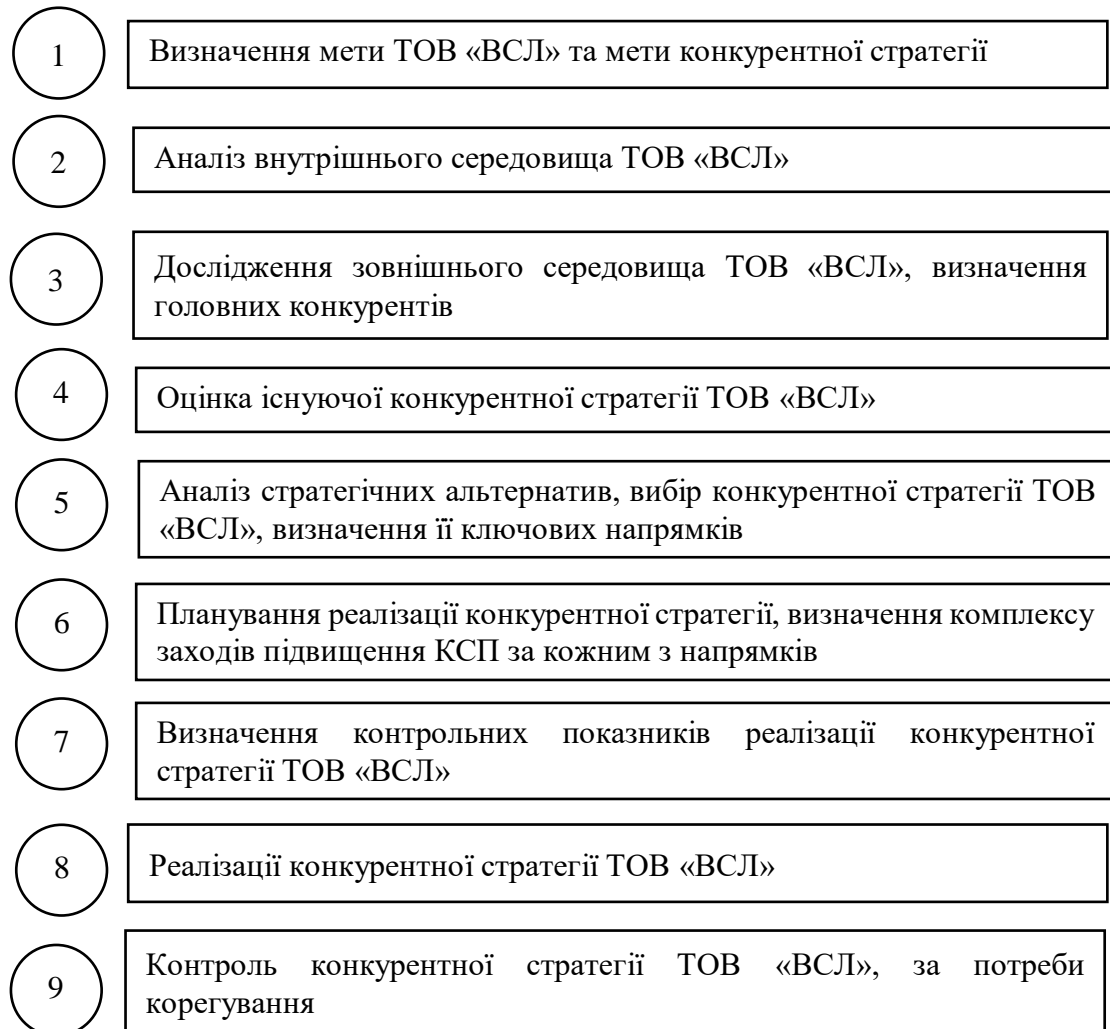 1
Визначення мети ТОВ «ВСЛ» та мети конкурентної стратегії
2
Аналіз внутрішнього середовища ТОВ «ВСЛ»
3
Дослідження зовнішнього середовища ТОВ «ВСЛ», визначення
головних конкурентів
4
Оцінка існуючої конкурентної стратегії ТОВ «ВСЛ»
5
Аналіз стратегічних альтернатив, вибір конкурентної стратегії ТОВ
«ВСЛ», визначення її ключових напрямків
6
Планування реалізації конкурентної стратегії, визначення комплексу
заходів підвищення КСП за кожним з напрямків
7
Визначення контрольних показників реалізації конкурентної
стратегії ТОВ «ВСЛ»
8
Реалізації конкурентної стратегії ТОВ «ВСЛ»
9
Контроль конкурентної стратегії ТОВ «ВСЛ», за потреби
корегування